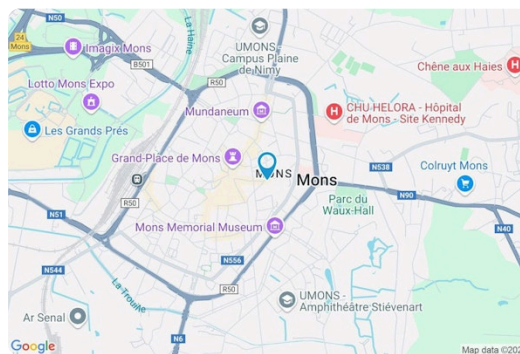 N50
24
Mons
Imagix Mons
La Haine
B501
R50
UMONS -
Campus Plaine
de Nimy
Chêne aux Haies
Lotto Mons Expo
Mundaneum
CHU HELORA - Hôpital
de Mons - Site Kennedy
Les Grands Prés
Grand-Place de Mons
N538
Colruyt Mons
MONS
Mons
R50
N90
Parc du
Waux-Hall
N51
Mons Memorial Museum
N40
N556
N544
La Trouille
R50
UMONS -
Amphithéâtre Stiévenart
Ar Senal
N6
Google
Map data ©202